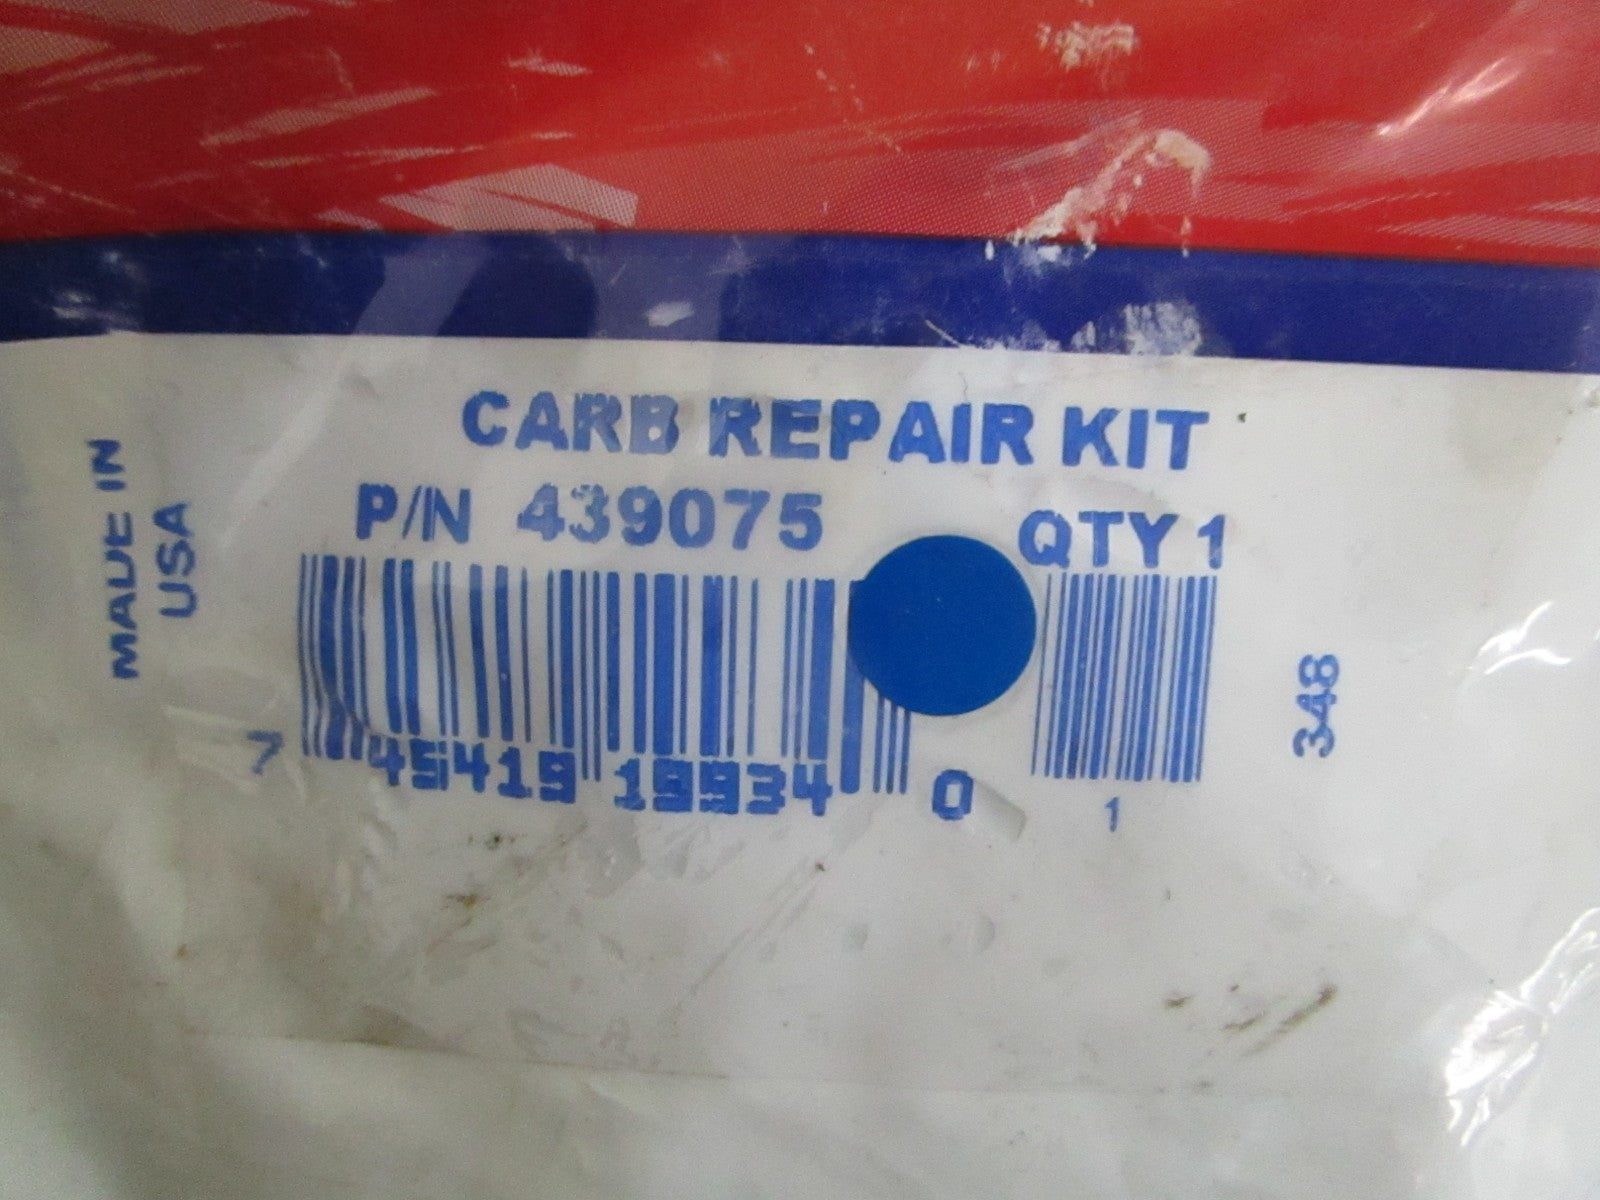 CARB REPAIR KIT
P/N 439075 QTY 1
MADE IN
USA
7 45419 19934 0 1
348